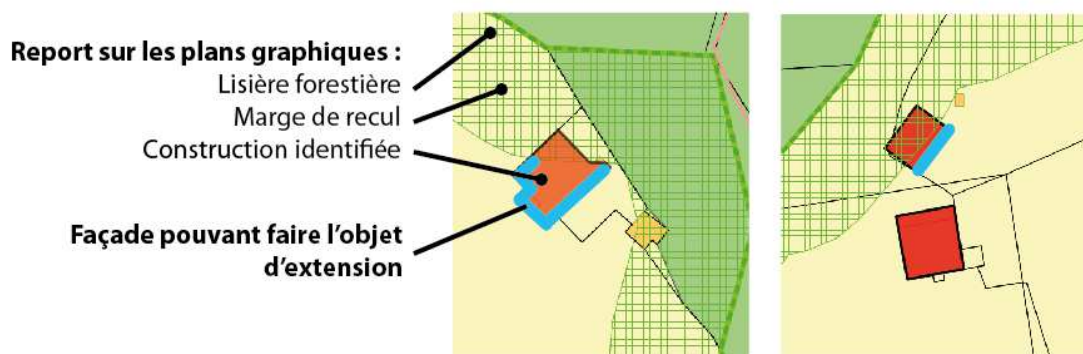 Report sur les plans graphiques :
Lisière forestière
Marge de recul
Construction identifiée
Façade pouvant faire l’objet
d’extension